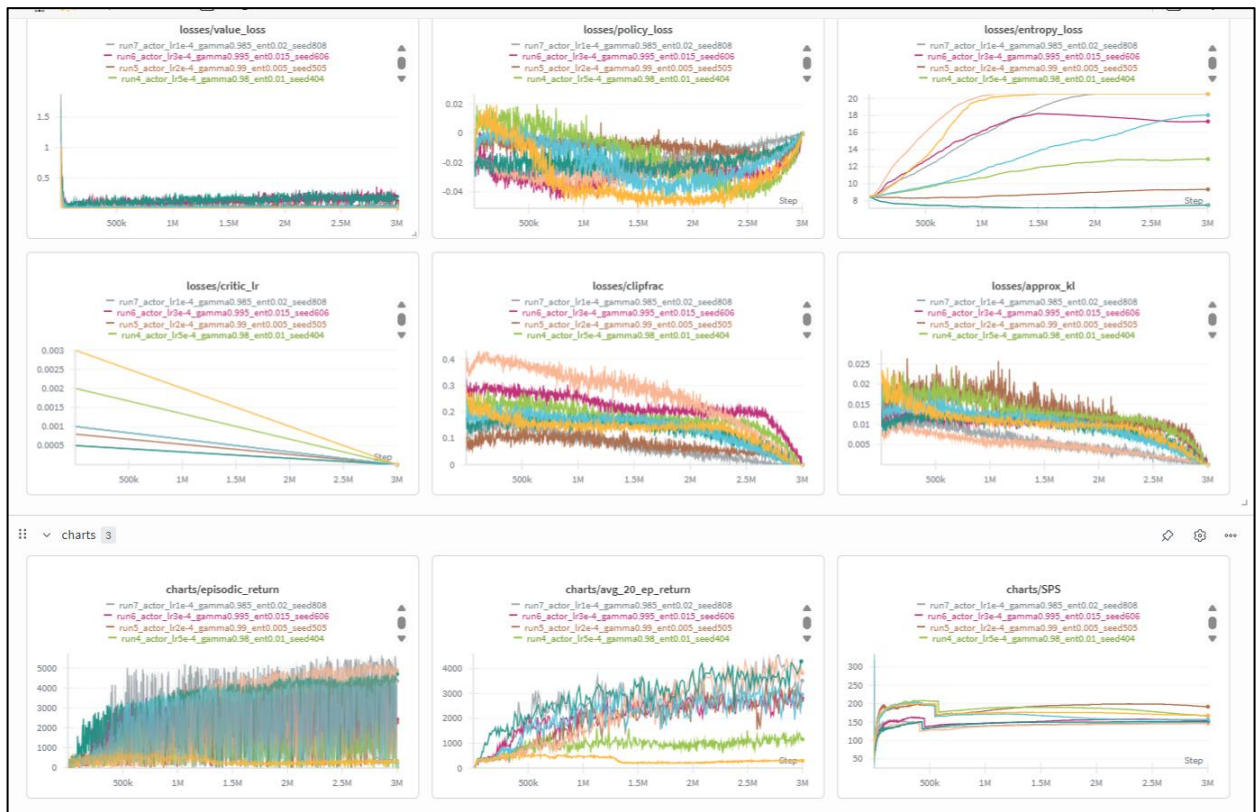 losses/value_loss
run7_actor_lr1e-4_gamma0.985_ent0.02_seed808
run6_actor_lr3e-4_gamma0.995_ent0.015_seed606
run5_actor_lr2e-4_gamma0.99_ent0.005_seed505
run4_actor_lr5e-4_gamma0.98_ent0.01_seed404
1.5
1
0.5
500k 1M 1.5M 2M 2.5M 3M
losses/policy_loss
run7_actor_lr1e-4_gamma0.985_ent0.02_seed808
run6_actor_lr3e-4_gamma0.995_ent0.015_seed606
run5_actor_lr2e-4_gamma0.99_ent0.005_seed505
run4_actor_lr5e-4_gamma0.98_ent0.01_seed404
0.02
0
-0.02
-0.04
Step
500k 1M 1.5M 2M 2.5M 3M
losses/entropy_loss
run7_actor_lr1e-4_gamma0.985_ent0.02_seed808
run6_actor_lr3e-4_gamma0.995_ent0.015_seed606
run5_actor_lr2e-4_gamma0.99_ent0.005_seed505
run4_actor_lr5e-4_gamma0.98_ent0.01_seed404
20
18
16
14
12
10
8
Step
500k 1M 1.5M 2M 2.5M 3M
losses/critic_lr
run7_actor_lr1e-4_gamma0.985_ent0.02_seed808
run6_actor_lr3e-4_gamma0.995_ent0.015_seed606
run5_actor_lr2e-4_gamma0.99_ent0.005_seed505
run4_actor_lr5e-4_gamma0.98_ent0.01_seed404
0.003
0.0025
0.002
0.0015
0.001
0.0005
Step
500k 1M 1.5M 2M 2.5M 3M
losses/clipfrac
run7_actor_lr1e-4_gamma0.985_ent0.02_seed808
run6_actor_lr3e-4_gamma0.995_ent0.015_seed606
run5_actor_lr2e-4_gamma0.99_ent0.005_seed505
run4_actor_lr5e-4_gamma0.98_ent0.01_seed404
0.4
0.3
0.2
0.1
0
Step
500k 1M 1.5M 2M 2.5M 3M
losses/approx_kl
run7_actor_lr1e-4_gamma0.985_ent0.02_seed808
run6_actor_lr3e-4_gamma0.995_ent0.015_seed606
run5_actor_lr2e-4_gamma0.99_ent0.005_seed505
run4_actor_lr5e-4_gamma0.98_ent0.01_seed404
0.025
0.02
0.015
0.01
0.005
Step
500k 1M 1.5M 2M 2.5M 3M
charts 3
charts/episodic_return
run7_actor_lr1e-4_gamma0.985_ent0.02_seed808
run6_actor_lr3e-4_gamma0.995_ent0.015_seed606
run5_actor_lr2e-4_gamma0.99_ent0.005_seed505
run4_actor_lr5e-4_gamma0.98_ent0.01_seed404
5000
4000
3000
2000
1000
0
500k 1M 1.5M 2M 2.5M 3M
charts/avg_20_ep_return
run7_actor_lr1e-4_gamma0.985_ent0.02_seed808
run6_actor_lr3e-4_gamma0.995_ent0.015_seed606
run5_actor_lr2e-4_gamma0.99_ent0.005_seed505
run4_actor_lr5e-4_gamma0.98_ent0.01_seed404
4000
3000
2000
1000
0
Step
500k 1M 1.5M 2M 2.5M 3M
charts/SPS
run7_actor_lr1e-4_gamma0.985_ent0.02_seed808
run6_actor_lr3e-4_gamma0.995_ent0.015_seed606
run5_actor_lr2e-4_gamma0.99_ent0.005_seed505
run4_actor_lr5e-4_gamma0.98_ent0.01_seed404
300
250
200
150
100
50
Step
500k 1M 1.5M 2M 2.5M 3M